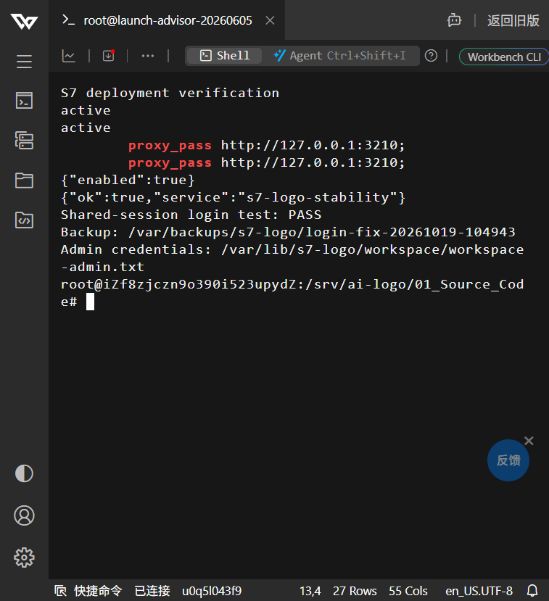 root@launch-advisor-20260605
返回旧版
Shell
Agent Ctrl+Shift+I
Workbench CLI
S7 deployment verification
active
active
proxy_pass http://127.0.0.1:3210;
proxy_pass http://127.0.0.1:3210;
{"enabled":true}
{"ok":true,"service":"s7-logo-stability"}
Shared-session login test: PASS
Backup: /var/backups/s7-logo/login-fix-20261019-104943
Admin credentials: /var/lib/s7-logo/workspace/workspace
-admin.txt
root@iZf8zjczn9o390i523upydZ:/srv/ai-logo/01_Source_Cod
e#
反馈
快捷命令 已连接 u0q5l043f9 13,4 27 Rows 55 Cols en_US.UTF-8